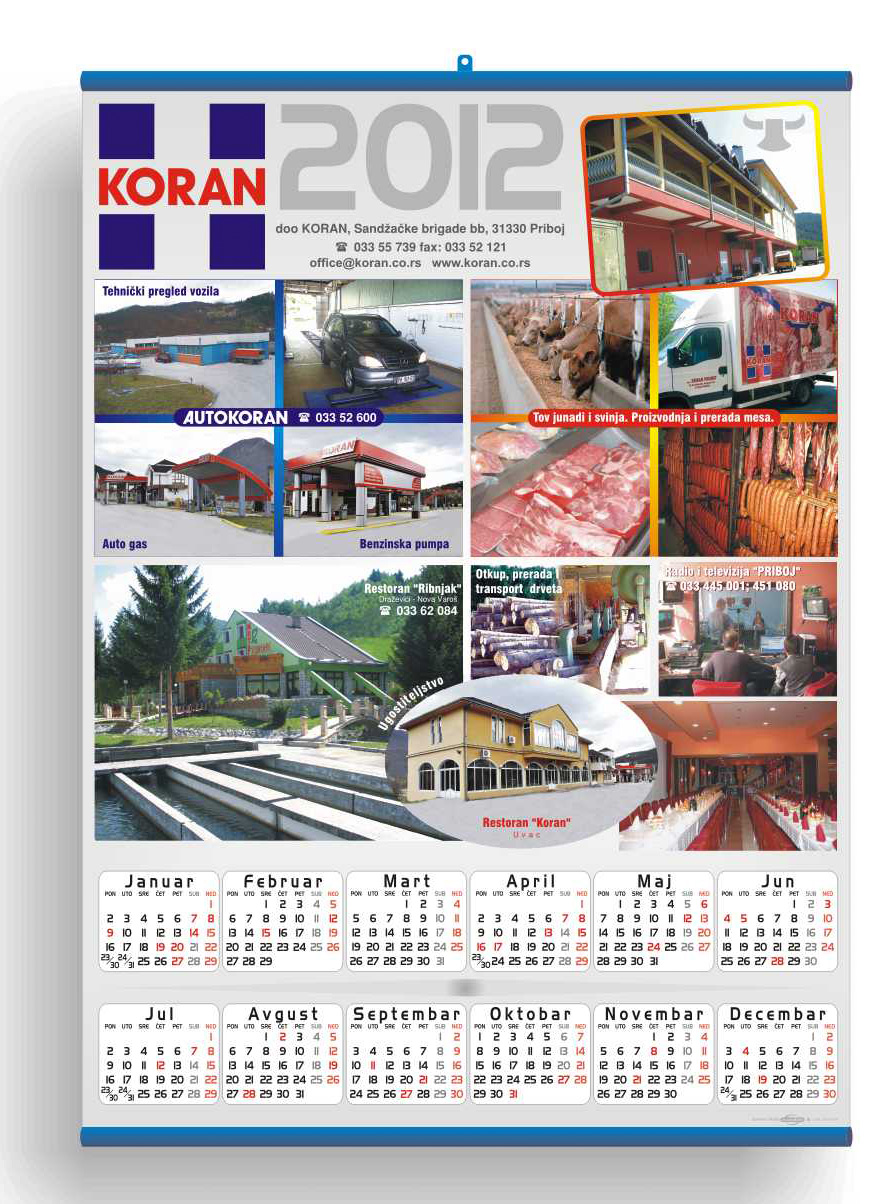 KORAN
2012
doo KORAN, Sandžačke brigade bb, 31330 Priboj
☎ 033 55 739 fax: 033 52 121
office@koran.co.rs www.koran.co.rs
Tehnički pregled vozila
AUTOKORAN ☎ 033 52 600
Auto gas
Benzinska pumpa
KORAN
KORAN
KORAN
Tov junadi i svinja. Proizvodnja i prerada mesa.
Restoran "Ribnjak"
Draževići - Nova Varoš
☎ 033 62 084
Otkup, prerada i
transport drveta
Radio i televizija "PRIBOJ"
☎ 033 445 001; 451 080
Ugostiteljstvo
Restoran "Koran"
Uvac
Januar
PON UTO SRE ČET PET SUB NED
1
2 3 4 5 6 7 8
9 10 11 12 13 14 15
16 17 18 19 20 21 22
23/30 24/31 25 26 27 28 29
Februar
PON UTO SRE ČET PET SUB NED
1 2 3 4 5
6 7 8 9 10 11 12
13 14 15 16 17 18 19
20 21 22 23 24 25 26
27 28 29
Mart
PON UTO SRE ČET PET SUB NED
1 2 3 4
5 6 7 8 9 10 11
12 13 14 15 16 17 18
19 20 21 22 23 24 25
26 27 28 29 30 31
April
PON UTO SRE ČET PET SUB NED
1
2 3 4 5 6 7 8
9 10 11 12 13 14 15
16 17 18 19 20 21 22
23/30 24 25 26 27 28 29
Maj
PON UTO SRE ČET PET SUB NED
1 2 3 4 5 6
7 8 9 10 11 12 13
14 15 16 17 18 19 20
21 22 23 24 25 26 27
28 29 30 31
Jun
PON UTO SRE ČET PET SUB NED
1 2 3
4 5 6 7 8 9 10
11 12 13 14 15 16 17
18 19 20 21 22 23 24
25 26 27 28 29 30
Jul
PON UTO SRE ČET PET SUB NED
1
2 3 4 5 6 7 8
9 10 11 12 13 14 15
16 17 18 19 20 21 22
23/30 24/31 25 26 27 28 29
Avgust
PON UTO SRE ČET PET SUB NED
1 2 3 4 5
6 7 8 9 10 11 12
13 14 15 16 17 18 19
20 21 22 23 24 25 26
27 28 29 30 31
Septembar
PON UTO SRE ČET PET SUB NED
1 2
3 4 5 6 7 8 9
10 11 12 13 14 15 16
17 18 19 20 21 22 23
24 25 26 27 28 29 30
Oktobar
PON UTO SRE ČET PET SUB NED
1 2 3 4 5 6 7
8 9 10 11 12 13 14
15 16 17 18 19 20 21
22 23 24 25 26 27 28
29 30 31
Novembar
PON UTO SRE ČET PET SUB NED
1 2 3 4
5 6 7 8 9 10 11
12 13 14 15 16 17 18
19 20 21 22 23 24 25
26 27 28 29 30
Decembar
PON UTO SRE ČET PET SUB NED
1 2
3 4 5 6 7 8 9
10 11 12 13 14 15 16
17 18 19 20 21 22 23
24/31 25 26 27 28 29 30